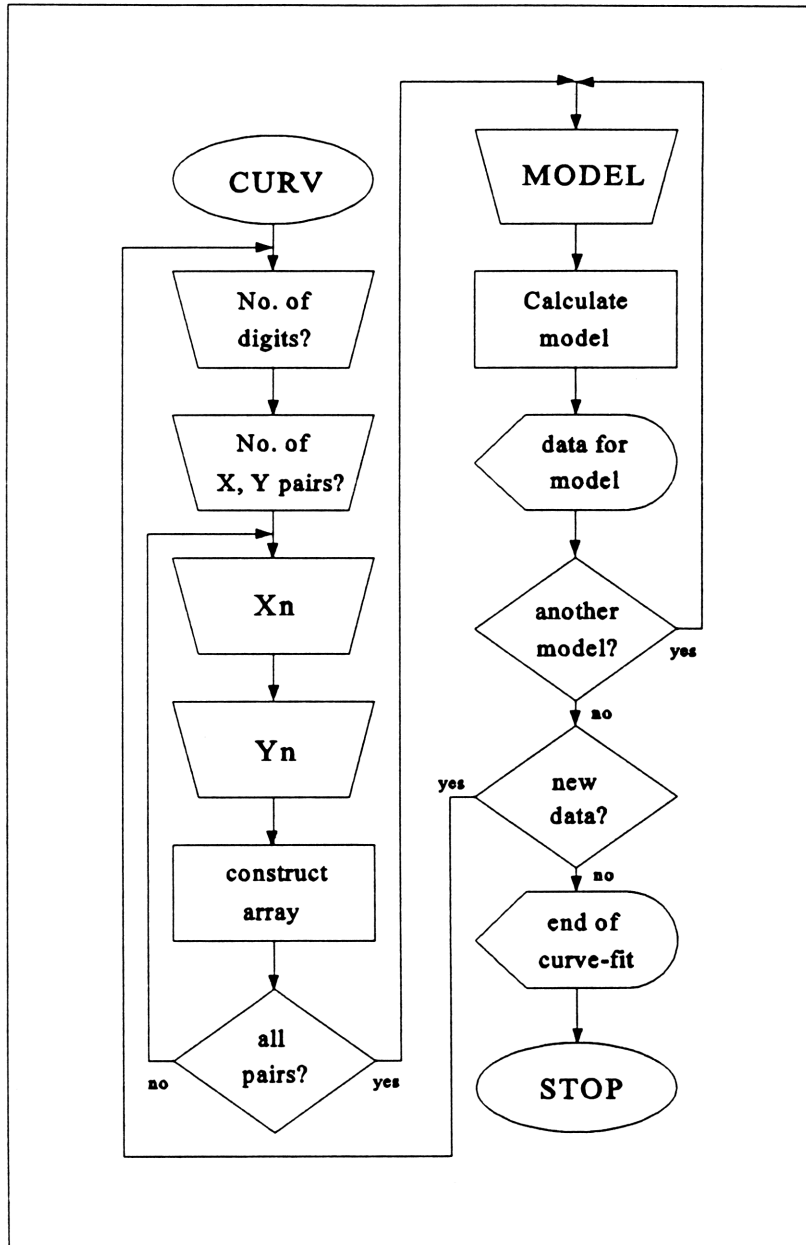 CURV
No. of
digits?
No. of
X, Y pairs?
Xn
Yn
construct
array
all
pairs?
no
yes
MODEL
Calculate
model
data for
model
another
model?
yes
no
new
data?
yes
no
end of
curve-fit
STOP